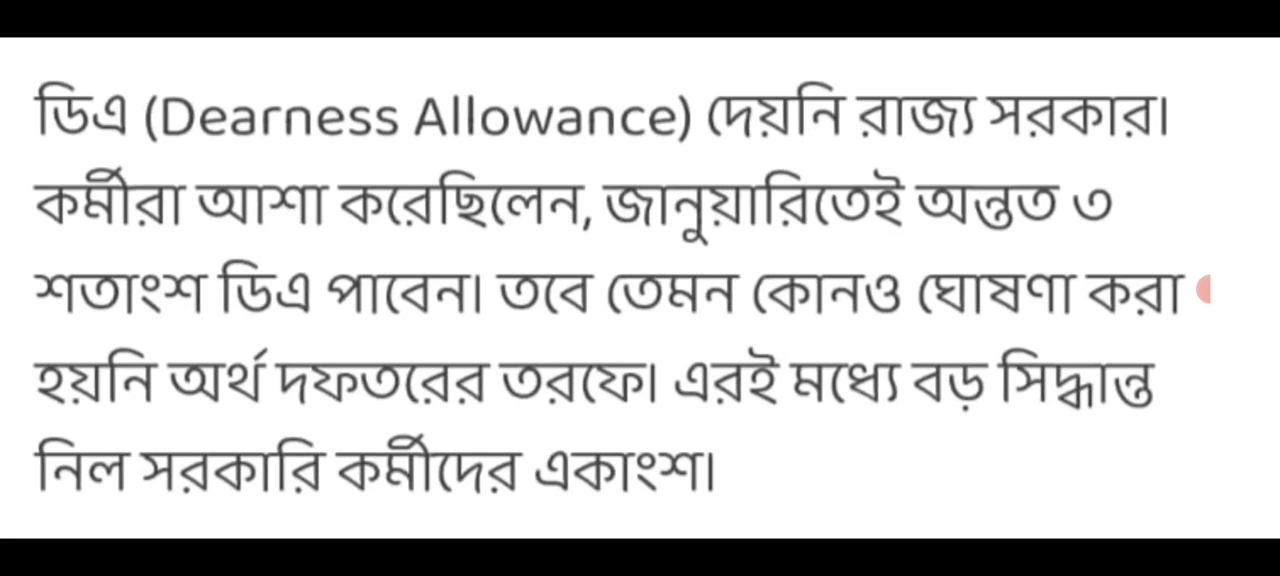 ডিএ (Dearness Allowance) দেয়নি রাজ্য সরকার।
কর্মীরা আশা করেছিলেন, জানুয়ারিতেই অন্তত ৩
শতাংশ ডিএ পাবেন। তবে তেমন কোনও ঘোষণা করা
হয়নি অর্থ দফতরের তরফে। এরই মধ্যে বড় সিদ্ধান্ত
নিল সরকারি কর্মীদের একাংশ।